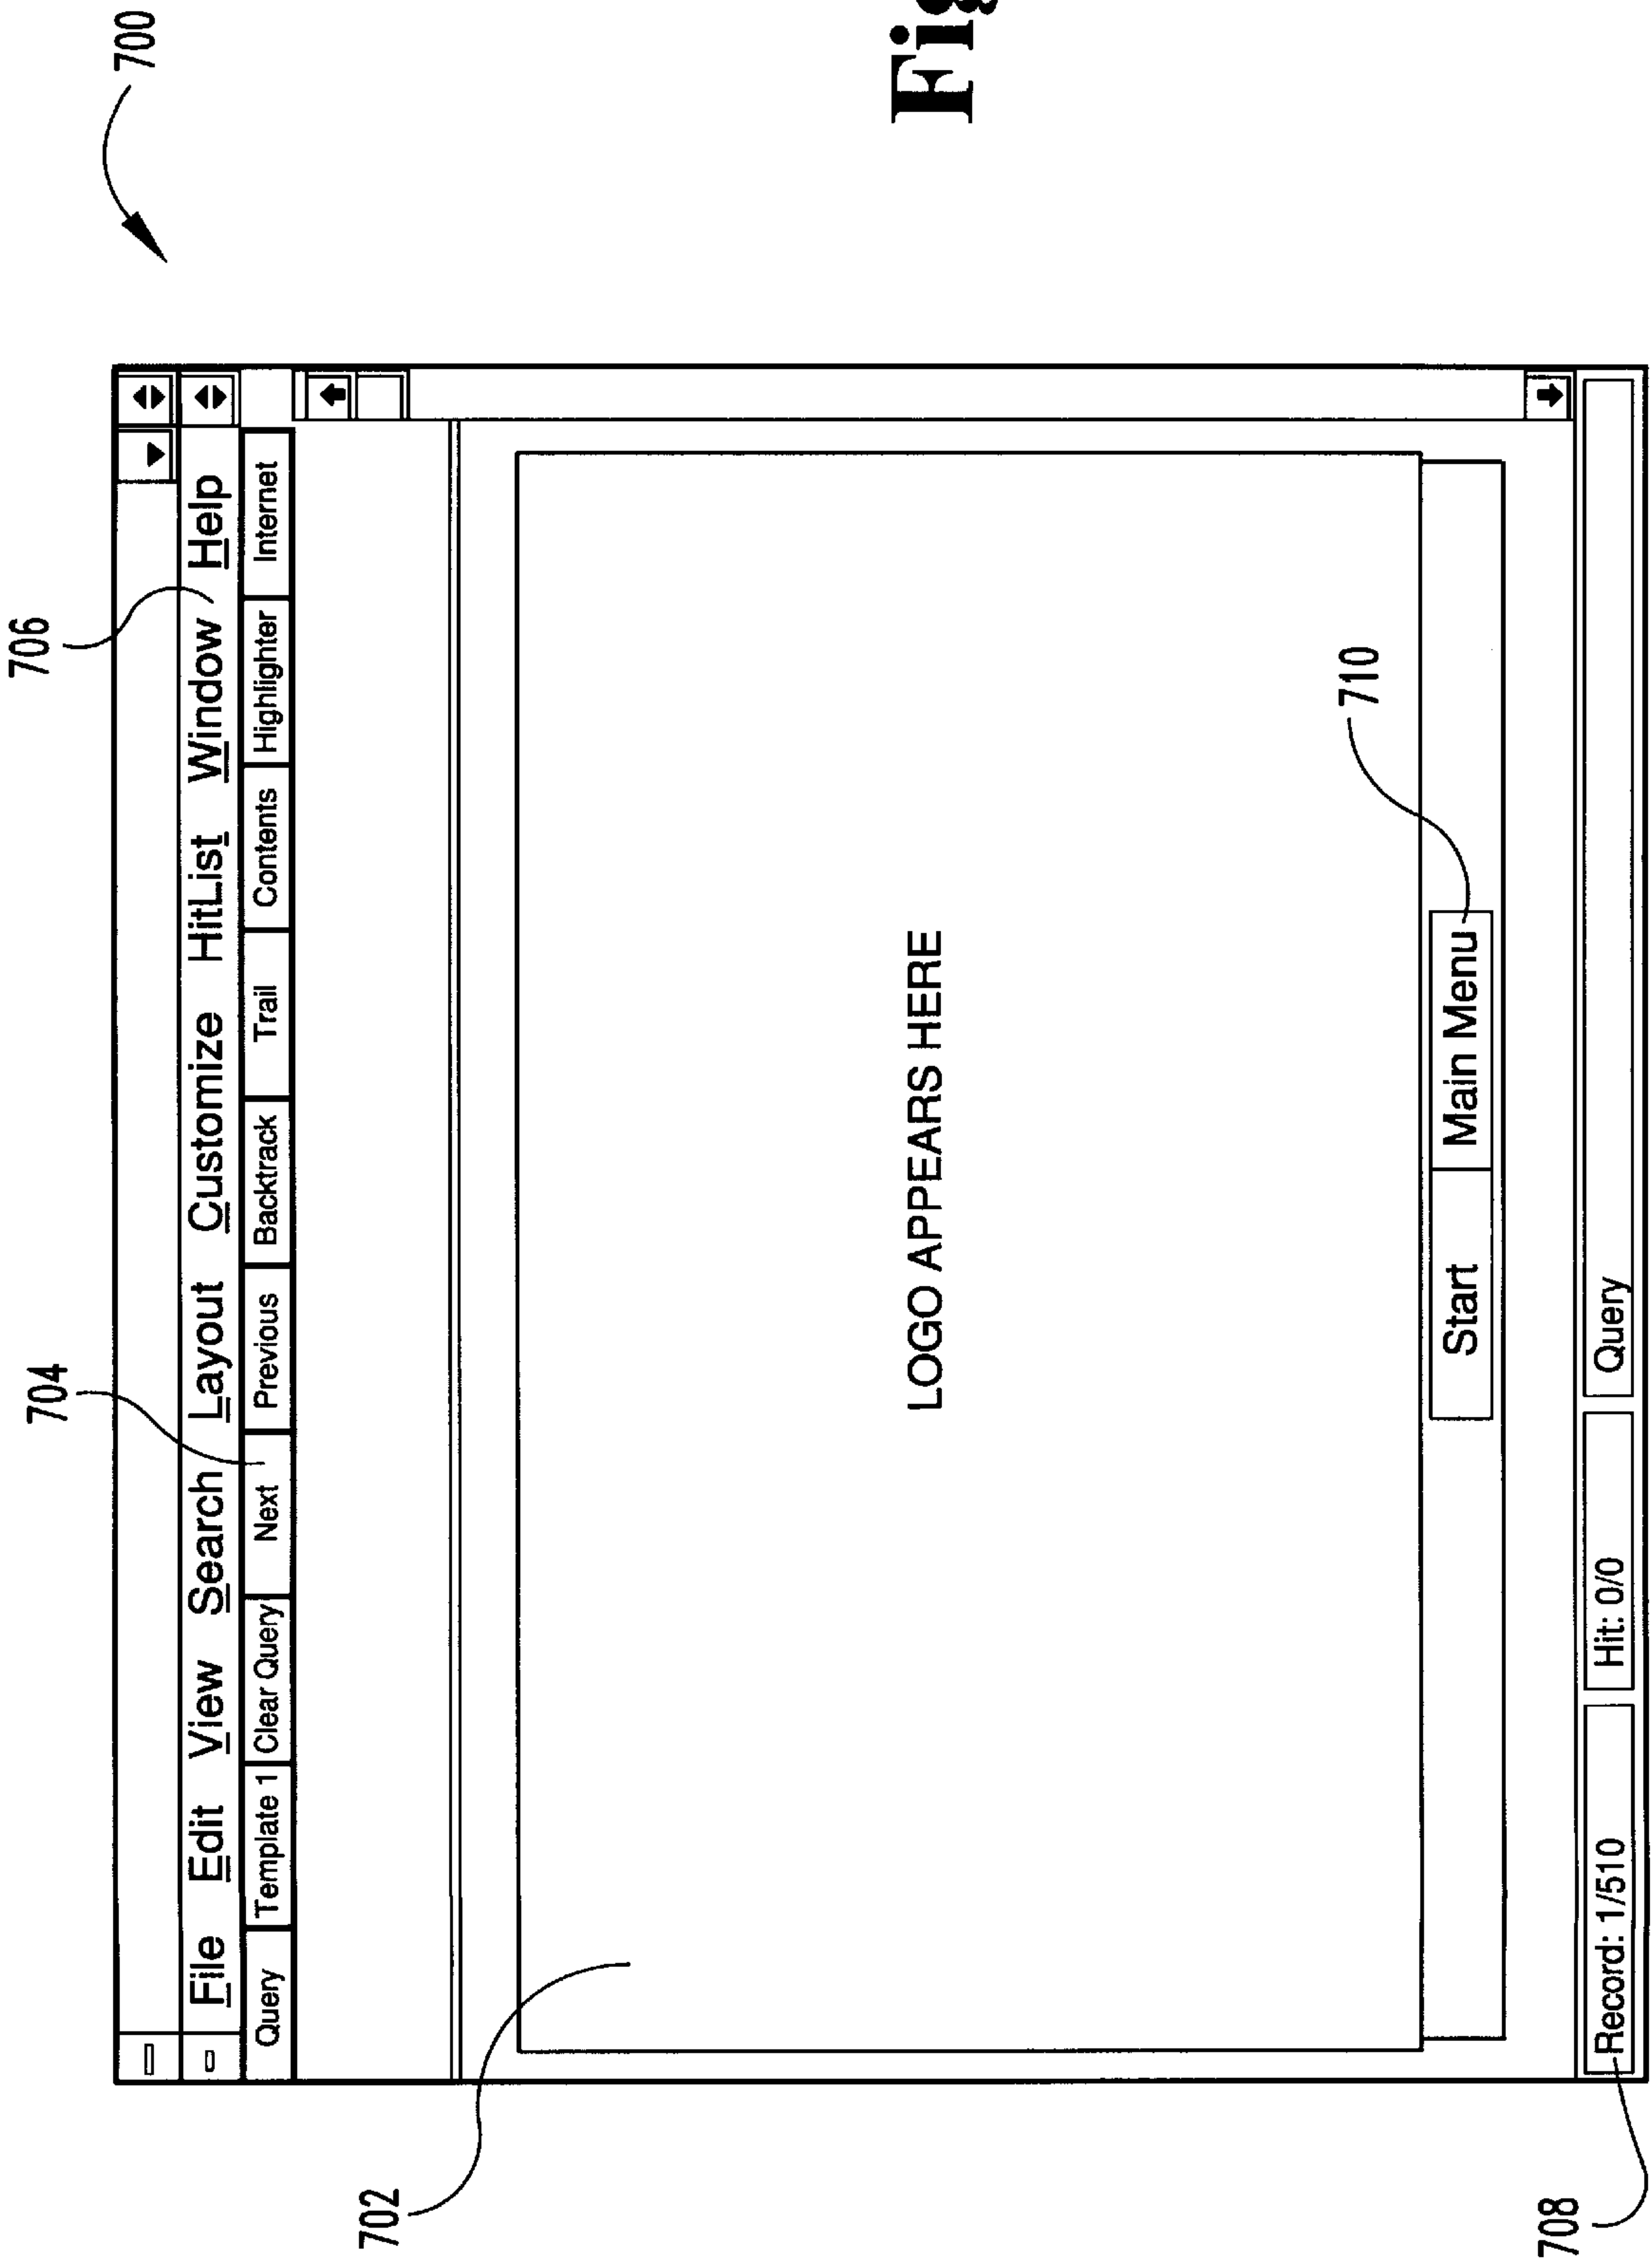 700
706
704
File Edit View Search Layout Customize HitList Window Help
Query Template 1 Clear Query Next Previous Backtrack Trail Contents Highlighter Internet
702
LOGO APPEARS HERE
710
Start Main Menu
Record: 1/510 Hit: 0/0 Query
708
Fig